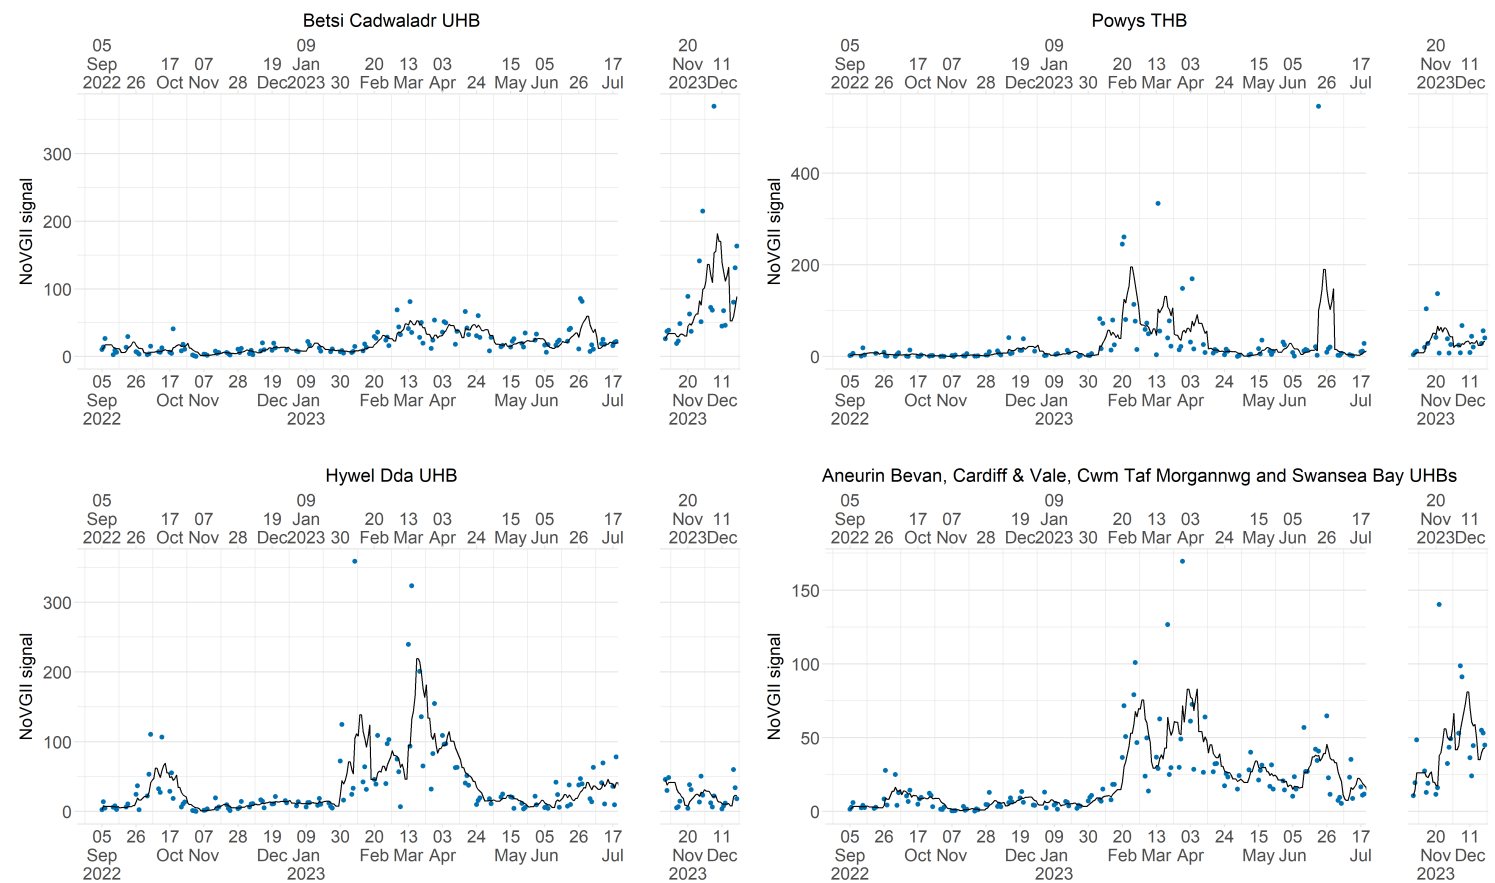 Betsi Cadwaladr UHB
05 09 20
Sep 17 07 19 Jan 20 13 03 15 05 17 Nov 11
2022 26 Oct Nov 28 Dec 2023 30 Feb Mar Apr 24 May Jun 26 Jul 2023 Dec
NoVGII signal
300
200
100
0
05 26 17 07 28 19 09 30 20 13 03 24 15 05 26 17 20 11
Sep Oct Nov Dec Jan Feb Mar Apr May Jun Jul Nov Dec
2022 2023 2023
Powys THB
05 09 20
Sep 17 07 19 Jan 20 13 03 15 05 17 Nov 11
2022 26 Oct Nov 28 Dec 2023 30 Feb Mar Apr 24 May Jun 26 Jul 2023 Dec
NoVGII signal
400
200
0
05 26 17 07 28 19 09 30 20 13 03 24 15 05 26 17 20 11
Sep Oct Nov Dec Jan Feb Mar Apr May Jun Jul Nov Dec
2022 2023 2023
Hywel Dda UHB
05 09 20
Sep 17 07 19 Jan 20 13 03 15 05 17 Nov 11
2022 26 Oct Nov 28 Dec 2023 30 Feb Mar Apr 24 May Jun 26 Jul 2023 Dec
NoVGII signal
300
200
100
0
05 26 17 07 28 19 09 30 20 13 03 24 15 05 26 17 20 11
Sep Oct Nov Dec Jan Feb Mar Apr May Jun Jul Nov Dec
2022 2023 2023
Aneurin Bevan, Cardiff & Vale, Cwm Taf Morgannwg and Swansea Bay UHBs
05 09 20
Sep 17 07 19 Jan 20 13 03 15 05 17 Nov 11
2022 26 Oct Nov 28 Dec 2023 30 Feb Mar Apr 24 May Jun 26 Jul 2023 Dec
NoVGII signal
150
100
50
0
05 26 17 07 28 19 09 30 20 13 03 24 15 05 26 17 20 11
Sep Oct Nov Dec Jan Feb Mar Apr May Jun Jul Nov Dec
2022 2023 2023